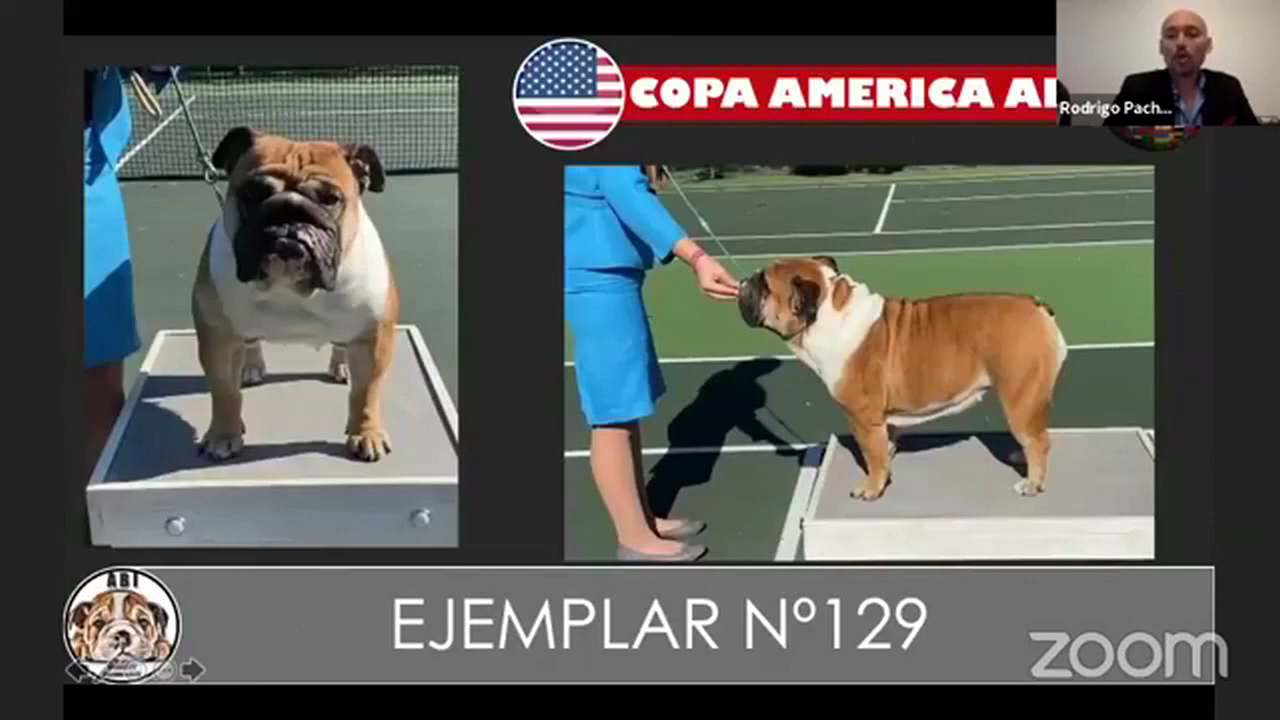 COPA AMERICA
Rodrigo Pach...
ABI
EJEMPLAR Nº129
zoom